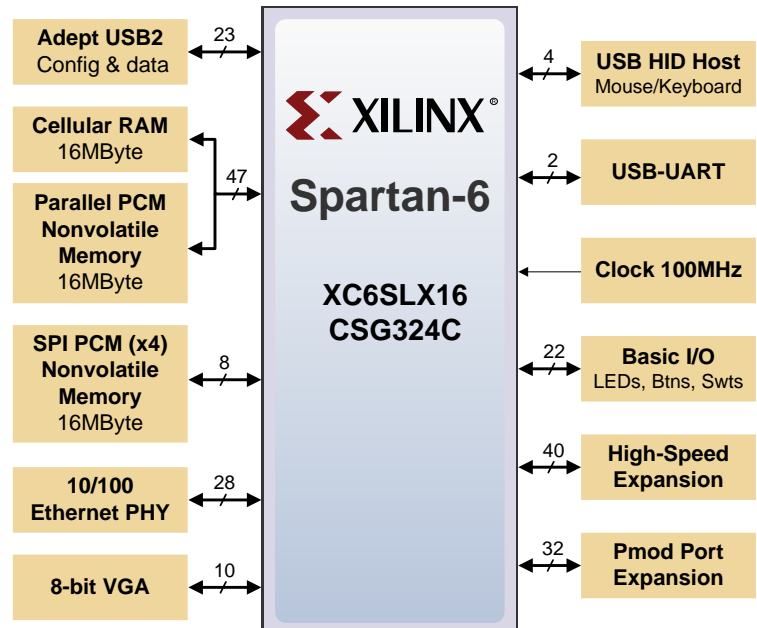 Adept USB2
Config & data
23
Cellular RAM
16MByte
47
Parallel PCM
Nonvolatile
Memory
16MByte
SPI PCM (x4)
Nonvolatile
Memory
16MByte
8
10/100
Ethernet PHY
28
8-bit VGA
10
XILINX®
Spartan-6
XC6SLX16
CSG324C
4
USB HID Host
Mouse/Keyboard
2
USB-UART
Clock 100MHz
22
Basic I/O
LEDs, Btns, Swts
40
High-Speed
Expansion
32
Pmod Port
Expansion